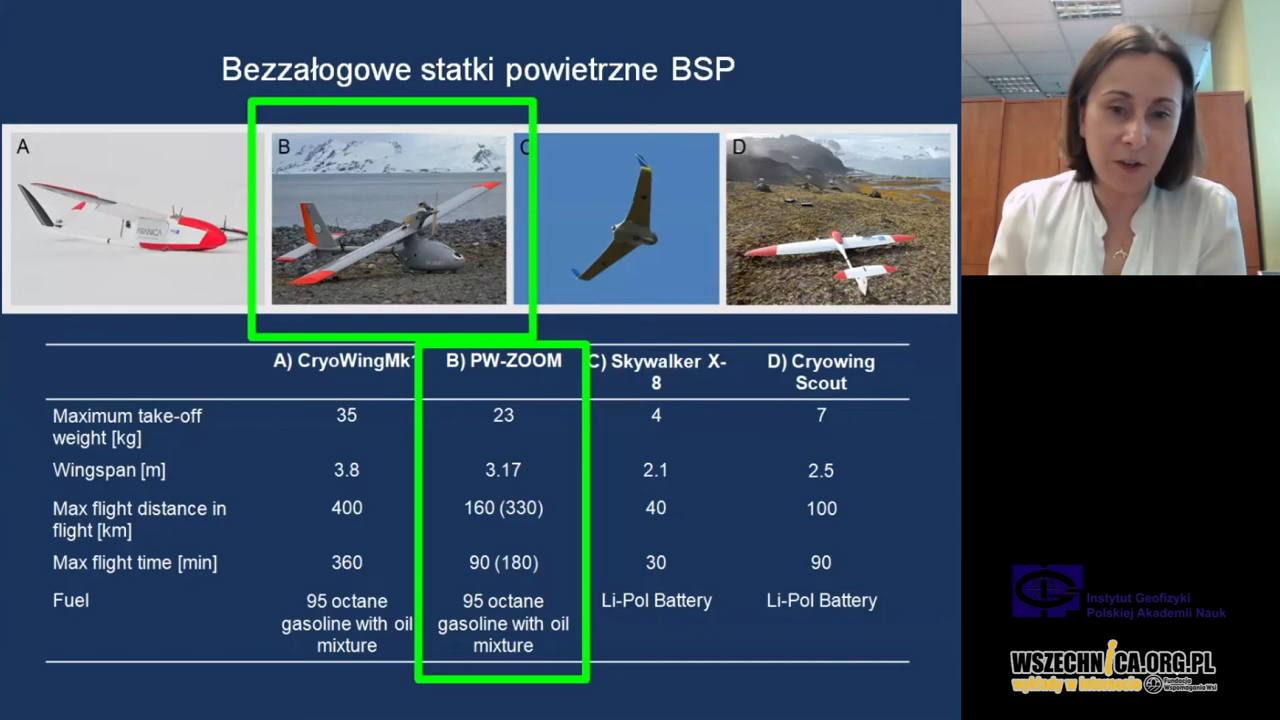 Bezzałogowe statki powietrzne BSP
A
B
C
D
A) CryoWingMk1
B) PW-ZOOM
C) Skywalker X-
8
D) Cryowing
Scout
Maximum take-off
weight [kg]
35
23
4
7
Wingspan [m]
3.8
3.17
2.1
2.5
Max flight distance in
flight [km]
400
160 (330)
40
100
Max flight time [min]
360
90 (180)
30
90
Fuel
95 octane
gasoline with oil
mixture
95 octane
gasoline with oil
mixture
Li-Pol Battery
Li-Pol Battery
Instytut Geofizyki
Polskiej Akademii Nauk
WSZECHNICA.ORG.PL
wykłady w internecie
Fundacja
Wspomagania Wsi